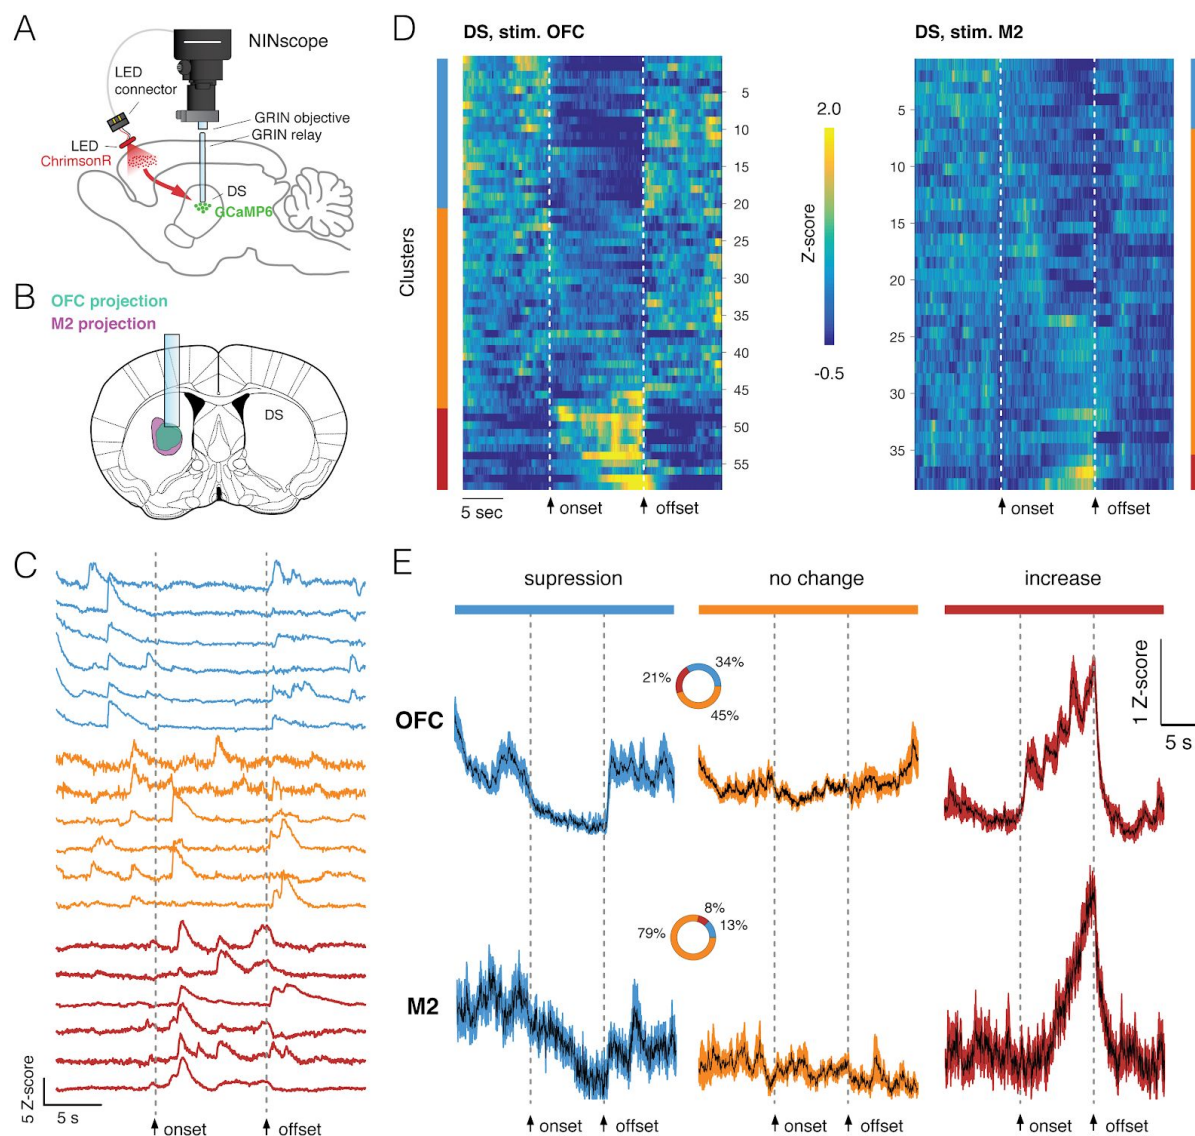 A
NINscope
LED
connector
GRIN objective
GRIN relay
LED
ChrimsonR
DS
GCaMP6
B
OFC projection
M2 projection
DS
C
5 Z-score
5 s
onset
offset
D
DS, stim. OFC
Clusters
5
10
15
20
25
30
35
40
45
50
55
5 sec
onset
offset
2.0
Z-score
-0.5
DS, stim. M2
5
10
15
20
25
30
35
onset
offset
E
supression
no change
increase
OFC
34%
21%
45%
1 Z-score
5 s
M2
8%
13%
79%
onset
offset
onset
offset
onset
offset